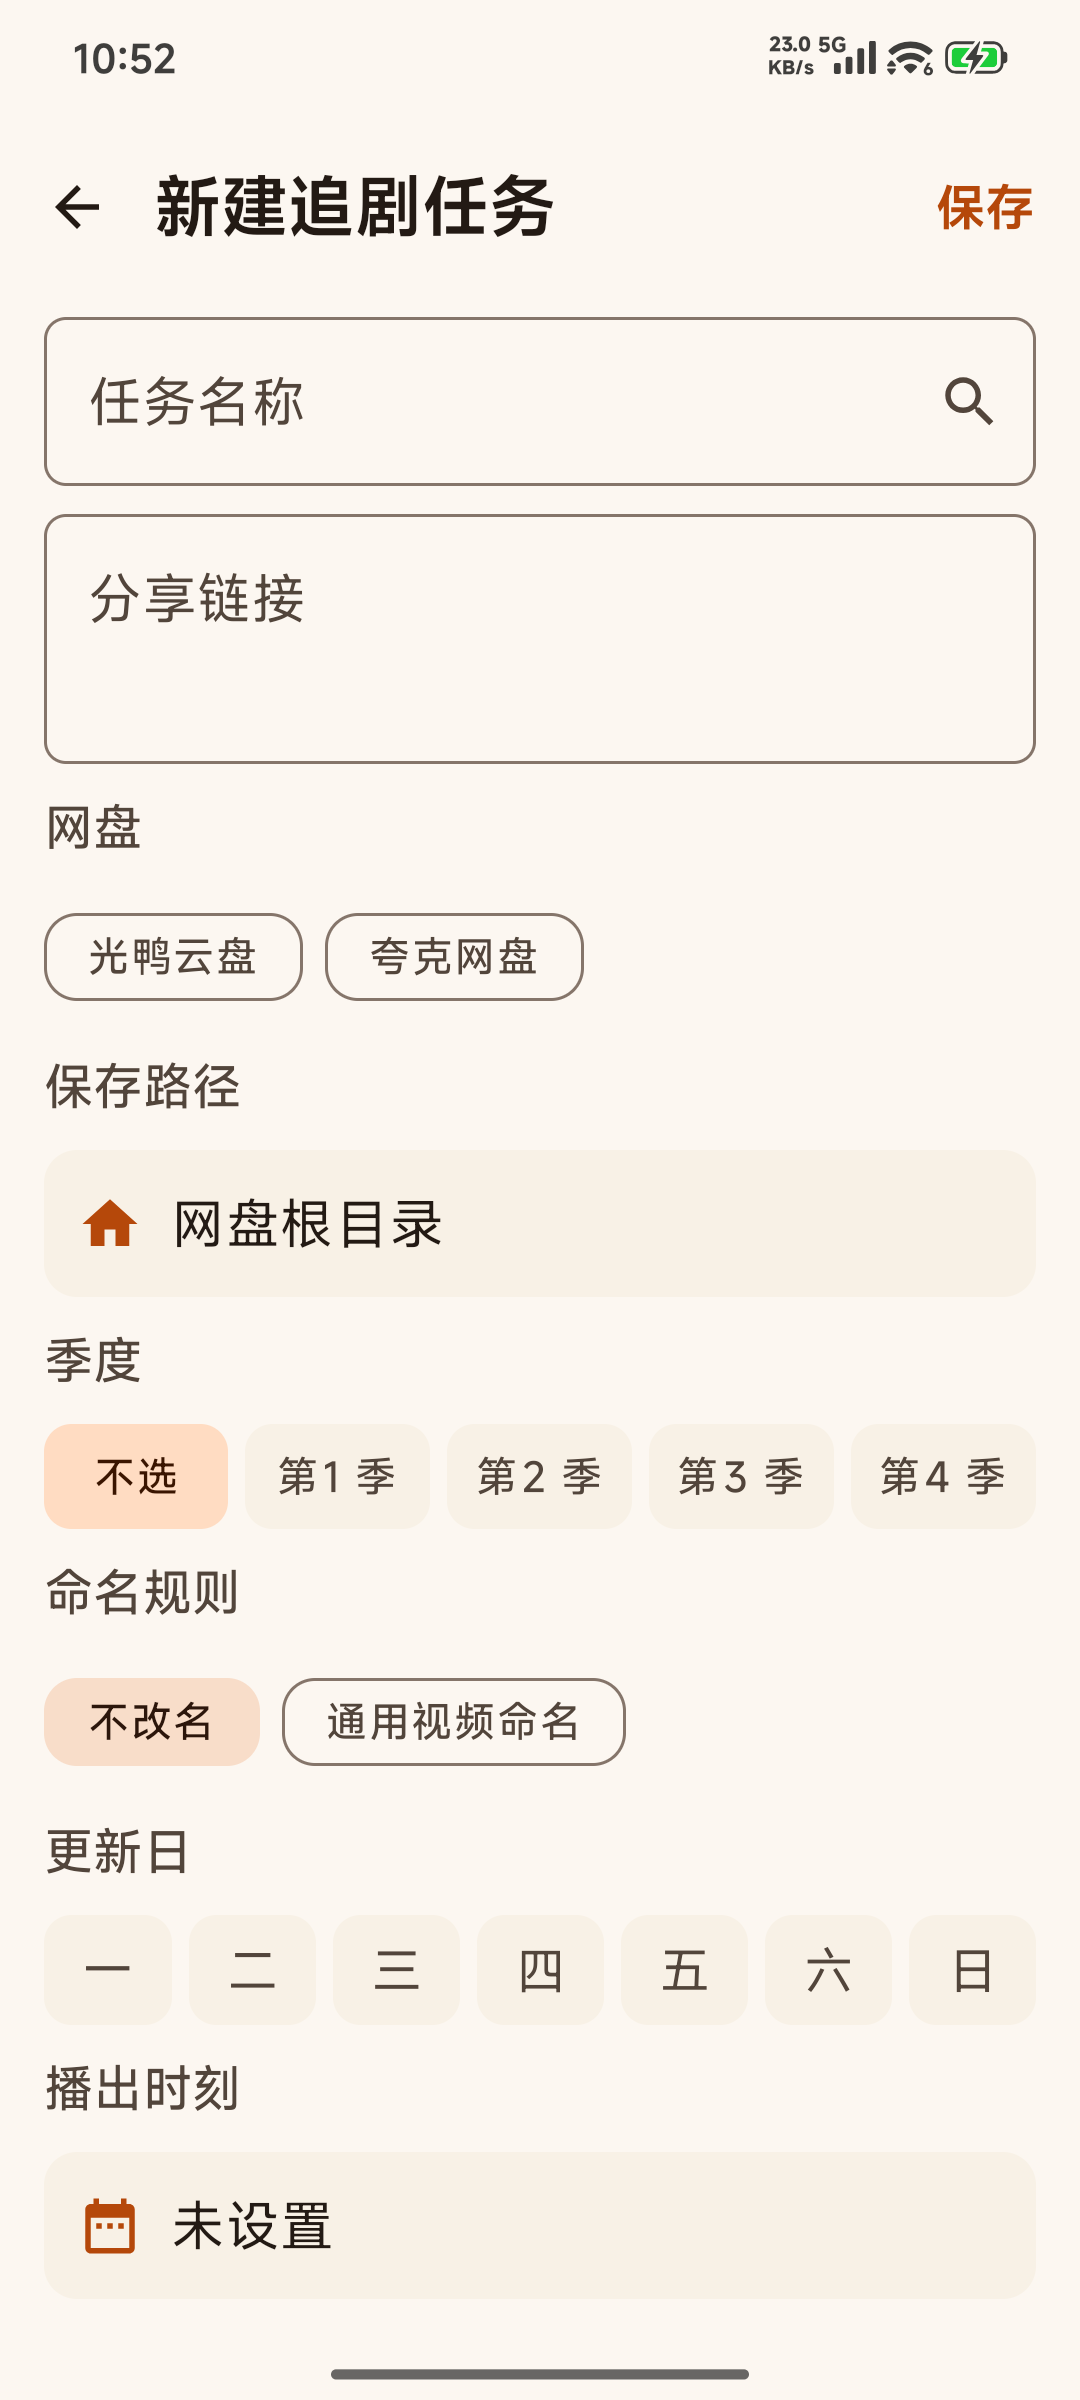 10:52
23.0 KB/s 5G 6
新建追剧任务 保存
任务名称
分享链接
网盘
光鸭云盘 夸克网盘
保存路径
网盘根目录
季度
不选 第1 季 第2 季 第3 季 第4 季
命名规则
不改名 通用视频命名
更新日
一 二 三 四 五 六 日
播出时刻
未设置